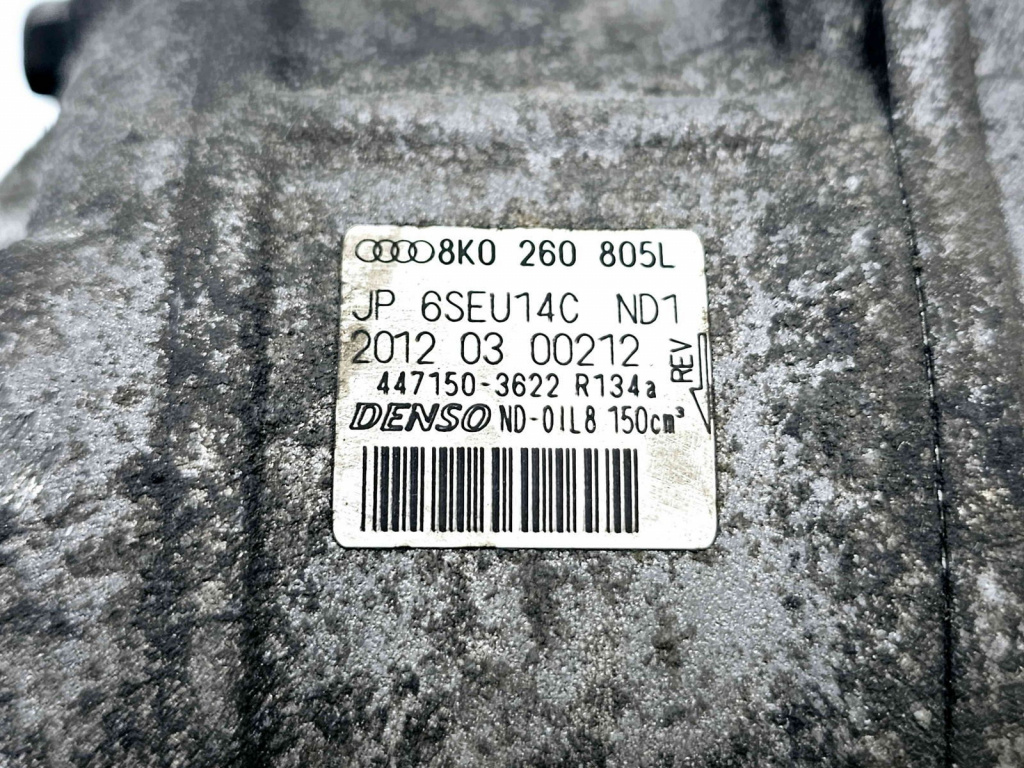 8K0 260 805L
JP 6SEU14C ND1
2012 03 00212
REV
447150-3622 R134a
DENSO ND-OIL8 150cm³